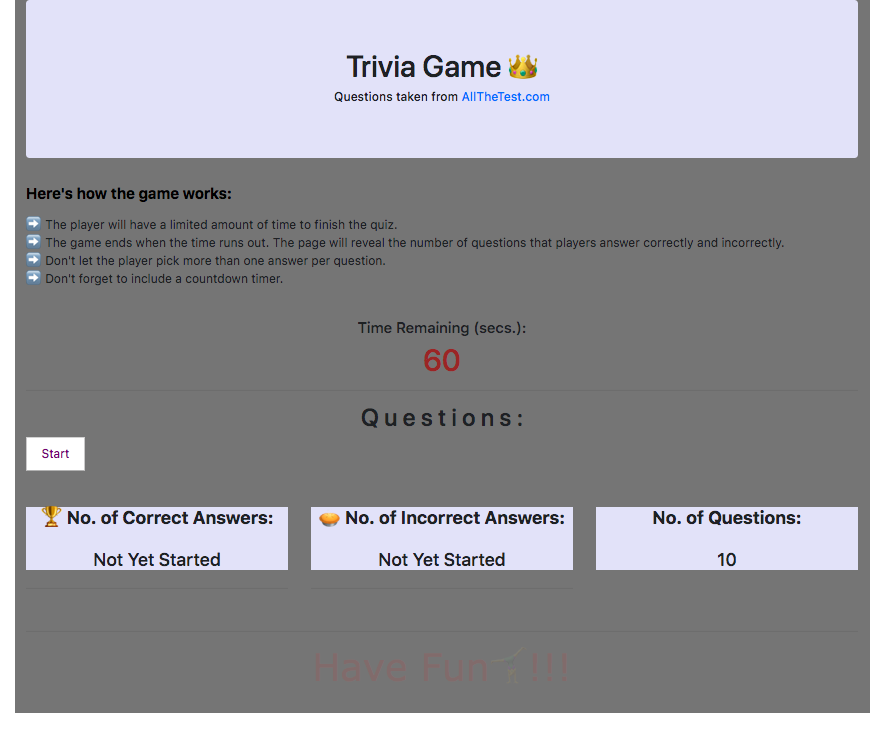 Trivia Game 👑
Questions taken from AllTheTest.com
Here's how the game works:
➡️ The player will have a limited amount of time to finish the quiz.
➡️ The game ends when the time runs out. The page will reveal the number of questions that players answer correctly and incorrectly.
➡️ Don't let the player pick more than one answer per question.
➡️ Don't forget to include a countdown timer.
Time Remaining (secs.):
60
Questions:
Start
🏆 No. of Correct Answers:
Not Yet Started
No. of Incorrect Answers:
Not Yet Started
No. of Questions:
10
Have Fun!!!